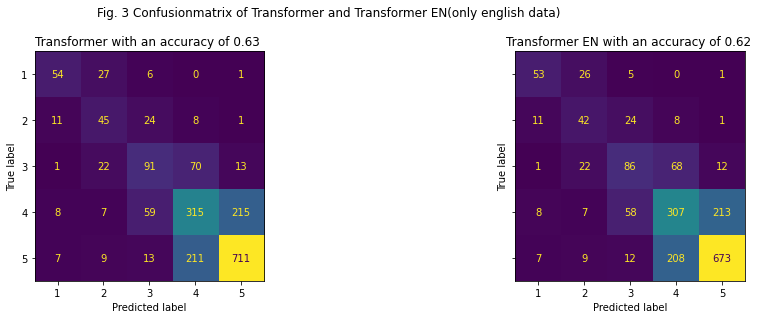 Fig. 3 Confusionmatrix of Transformer and Transformer EN(only english data)
Transformer with an accuracy of 0.63
True label
1 54 27 6 0 1
2 11 45 24 8 1
3 1 22 91 70 13
4 8 7 59 315 215
5 7 9 13 211 711
1 2 3 4 5
Predicted label
Transformer EN with an accuracy of 0.62
True label
53 26 5 0 1
11 42 24 8 1
1 22 86 68 12
8 7 58 307 213
7 9 12 208 673
1 2 3 4 5
Predicted label